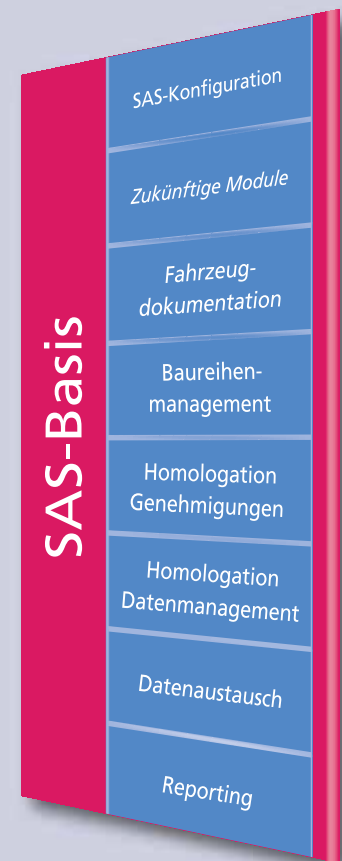 SAS-Basis
SAS-Konfiguration
Zukünftige Module
Fahrzeug-
dokumentation
Baureihen-
management
Homologation
Genehmigungen
Homologation
Datenmanagement
Datenaustausch
Reporting